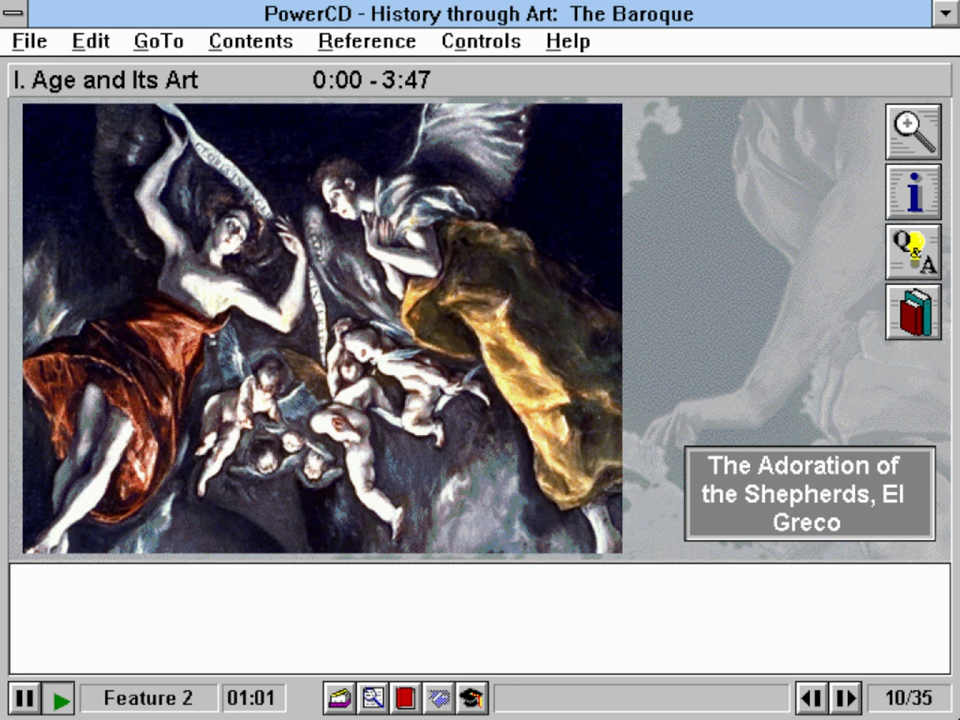 PowerCD - History through Art: The Baroque
File Edit GoTo Contents Reference Controls Help
I. Age and Its Art 0:00 - 3:47
Q & A
The Adoration of
the Shepherds, El
Greco
Feature 2 01:01 10/35